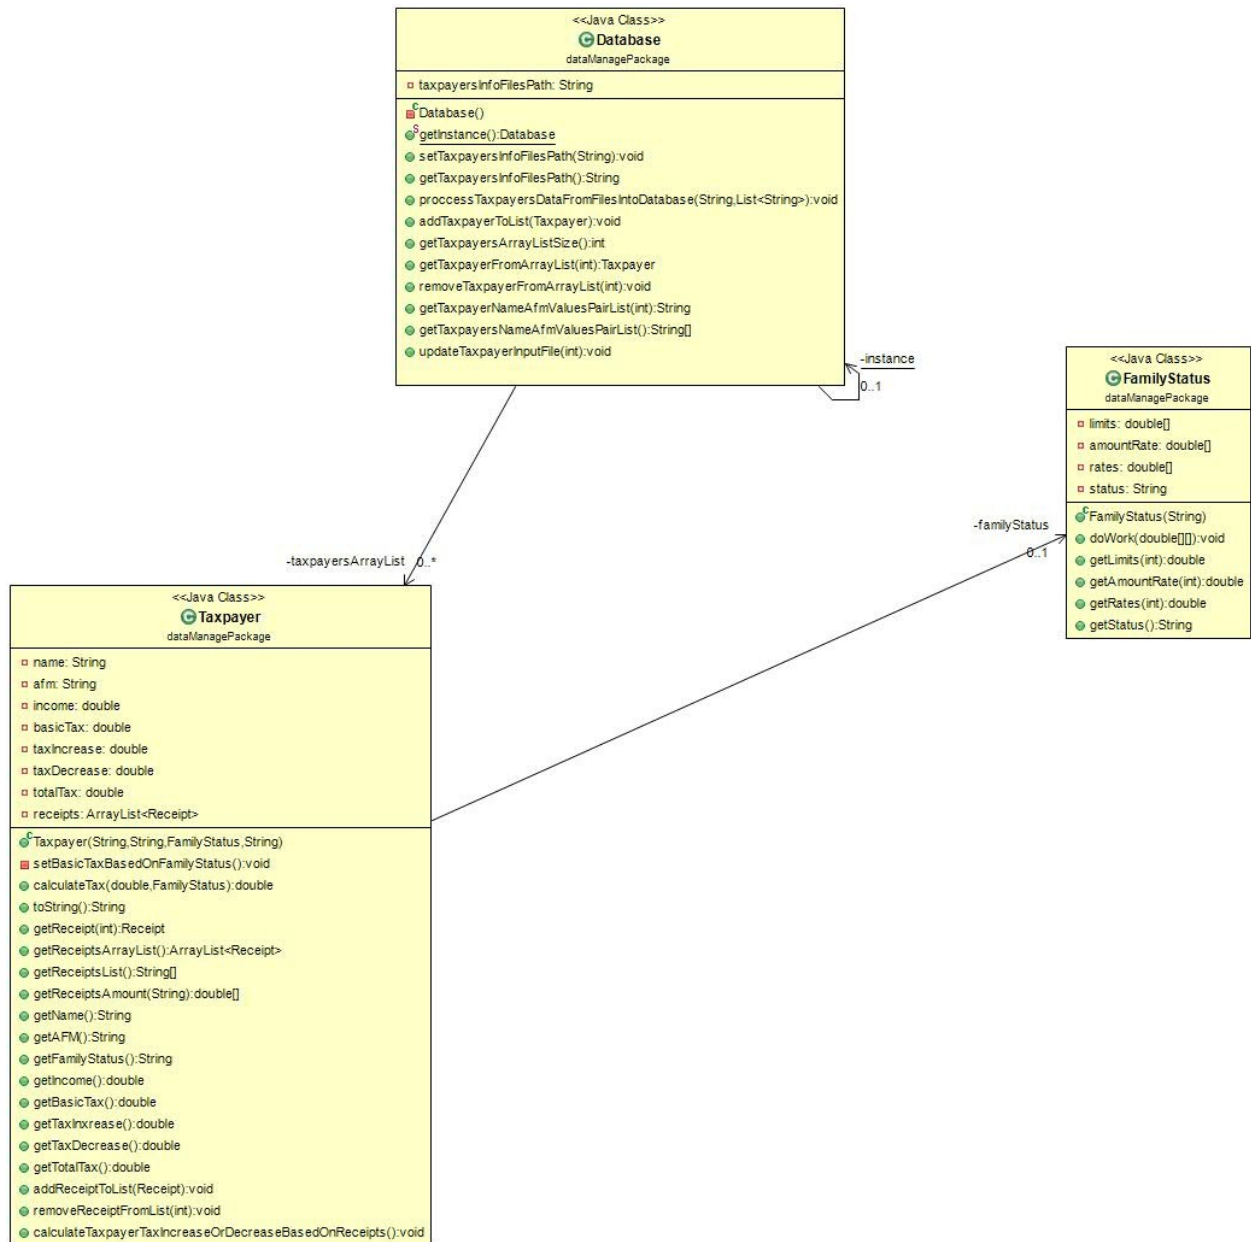 <<Java Class>>
Database
dataManagePackage
taxpayersInfoFilesPath: String
Database()
getInstance():Database
setTaxpayersInfoFilesPath(String):void
getTaxpayersInfoFilesPath():String
proccessTaxpayersDataFromFilesIntoDatabase(String,List<String>):void
addTaxpayerToList(Taxpayer):void
getTaxpayersArrayListSize():int
getTaxpayerFromArrayList(int):Taxpayer
removeTaxpayerFromArrayList(int):void
getTaxpayerNameAfmValuesPairList(int):String
getTaxpayersNameAfmValuesPairList():String[]
updateTaxpayerInputFile(int):void
-instance
0..1
<<Java Class>>
FamilyStatus
dataManagePackage
limits: double[]
amountRate: double[]
rates: double[]
status: String
FamilyStatus(String)
doWork(double[][]):void
getLimits(int):double
getAmountRate(int):double
getRates(int):double
getStatus():String
-familyStatus
0..1
-taxpayersArrayList 0..*
<<Java Class>>
Taxpayer
dataManagePackage
name: String
afm: String
income: double
basicTax: double
taxIncrease: double
taxDecrease: double
totalTax: double
receipts: ArrayList<Receipt>
Taxpayer(String,String,FamilyStatus,String)
setBasicTaxBasedOnFamilyStatus():void
calculateTax(double,FamilyStatus):double
toString():String
getReceipt(int):Receipt
getReceiptsArrayList():ArrayList<Receipt>
getReceiptsList():String[]
getReceiptsAmount(String):double[]
getName():String
getAFM():String
getFamilyStatus():String
getIncome():double
getBasicTax():double
getTaxInxrease():double
getTaxDecrease():double
getTotalTax():double
addReceiptToList(Receipt):void
removeReceiptFromList(int):void
calculateTaxpayerTaxIncreaseOrDecreaseBasedOnReceipts():void